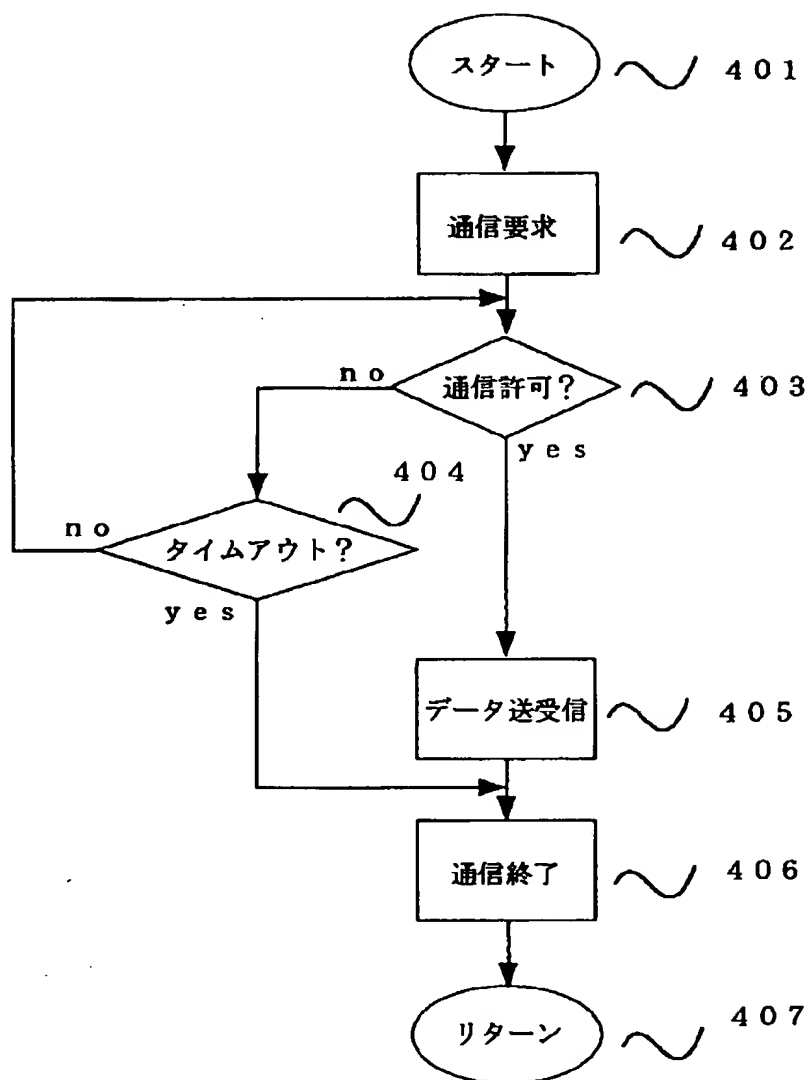 スタート
401
通信要求
402
通信許可?
403
no
yes
404
タイムアウト?
no
yes
データ送受信
405
通信終了
406
リターン
407